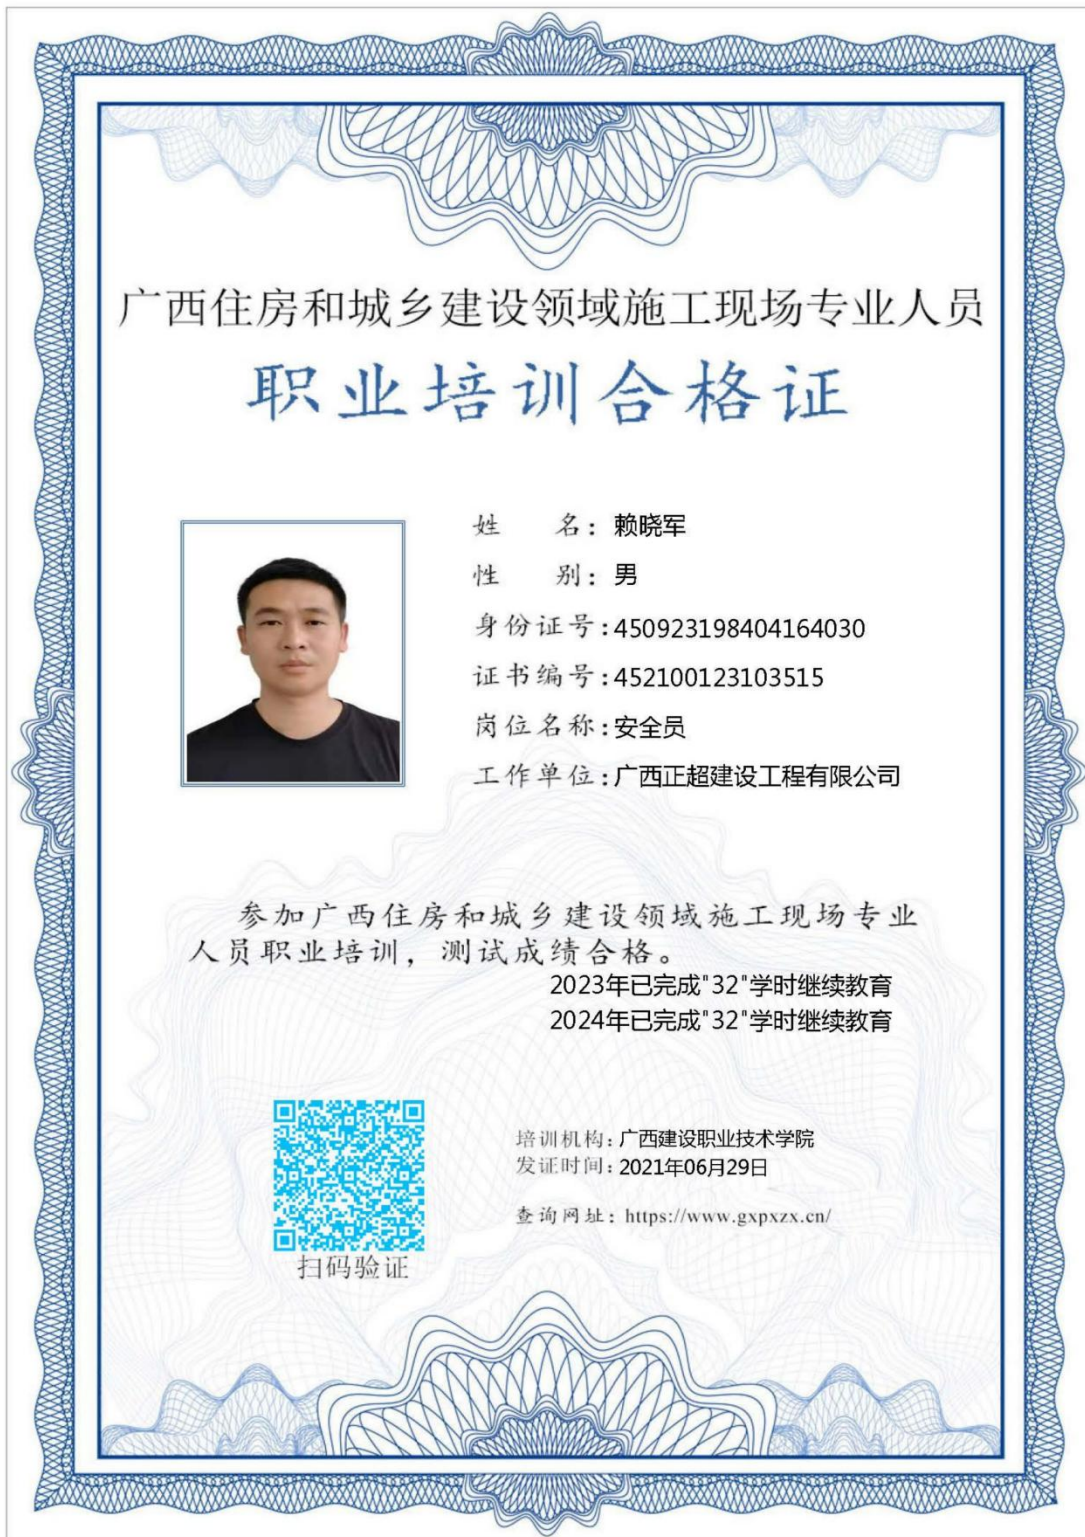 广西住房和城乡建设领域施工现场专业人员
职业培训合格证
姓 名：赖晓军
性 别：男
身份证号：450923198404164030
证书编号：452100123103515
岗位名称：安全员
工作单位：广西正超建设工程有限公司
参加广西住房和城乡建设领域施工现场专业
人员职业培训，测试成绩合格。
2023年已完成"32"学时继续教育
2024年已完成"32"学时继续教育
培训机构：广西建设职业技术学院
发证时间：2021年06月29日
查询网址：https://www.gxpxzx.cn/
扫码验证